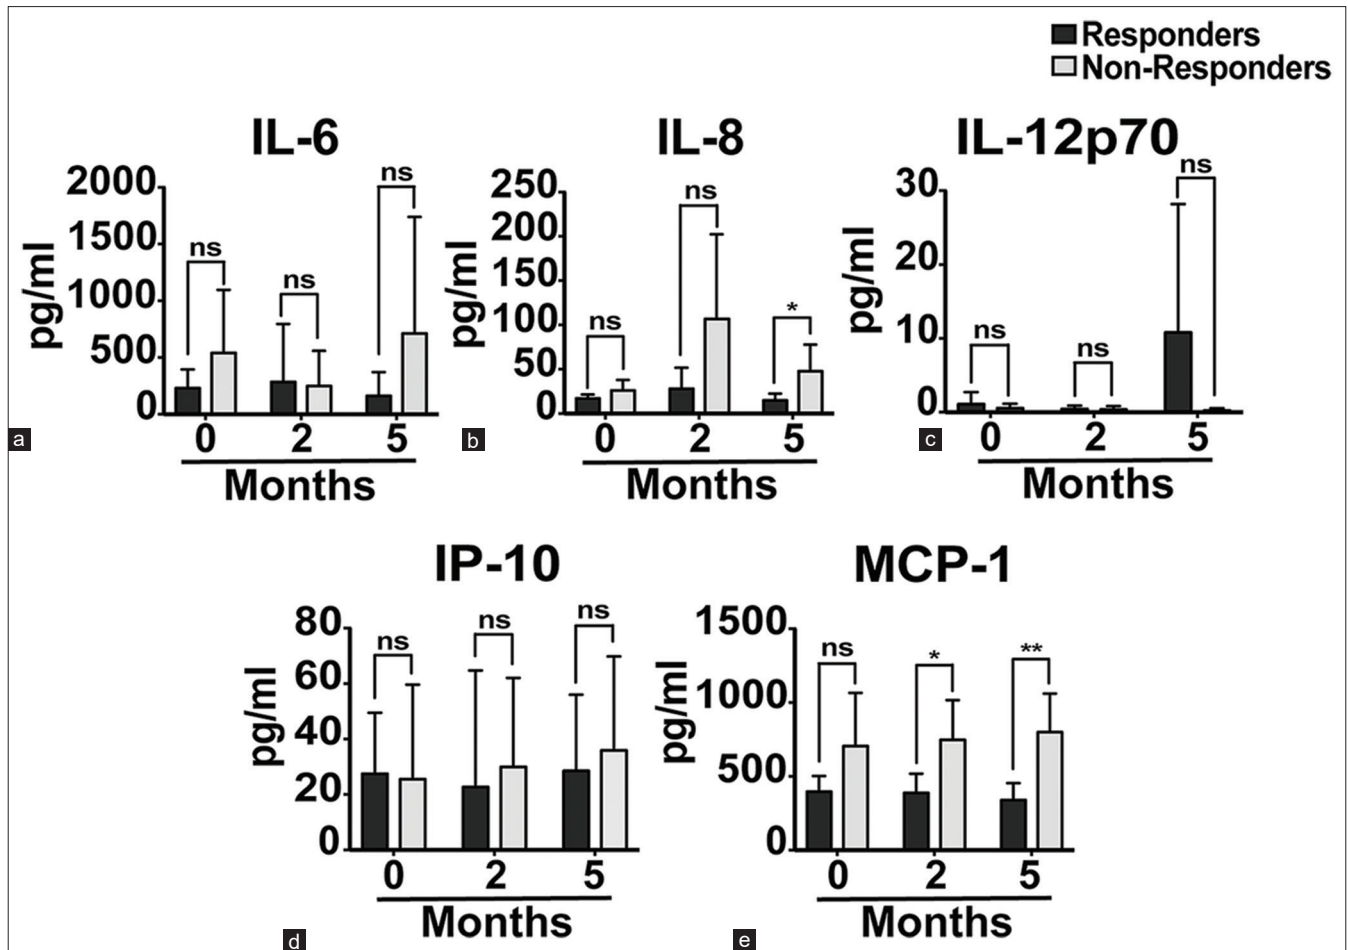 Responders
Non-Responders
IL-6
2000
1500
1000
500
0
pg/ml
ns
ns
ns
0 2 5
Months
a
IL-8
250
200
150
100
50
0
pg/ml
ns
ns
*
0 2 5
Months
b
IL-12p70
30
20
10
0
pg/ml
ns
ns
ns
0 2 5
Months
c
IP-10
80
60
40
20
0
pg/ml
ns
ns
ns
0 2 5
Months
d
MCP-1
1500
1000
500
0
pg/ml
ns
*
**
0 2 5
Months
e